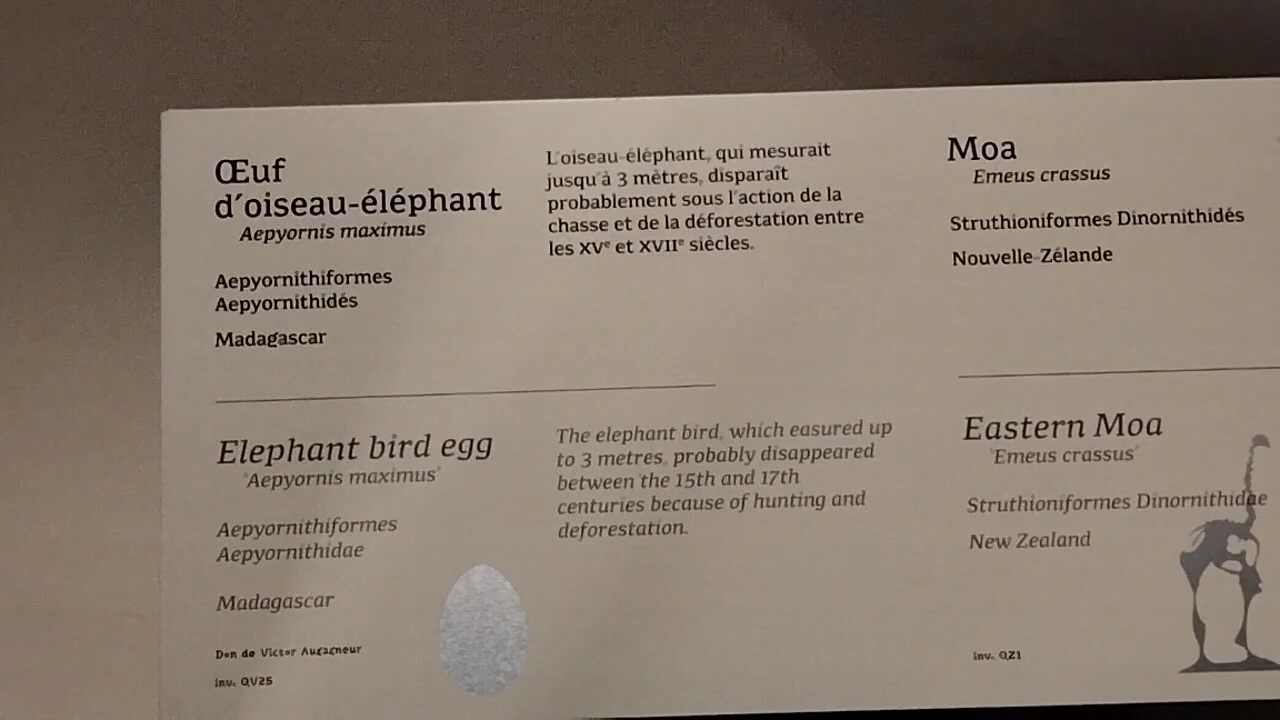 Œuf
d'oiseau-éléphant
Aepyornis maximus
Aepyornithiformes
Aepyornithidés
Madagascar
L'oiseau-éléphant, qui mesurait
jusqu'à 3 mètres, disparaît
probablement sous l'action de la
chasse et de la déforestation entre
les XVe et XVIIe siècles.
Elephant bird egg
'Aepyornis maximus'
Aepyornithiformes
Aepyornithidae
Madagascar
Don de Victor Augagneur
Inv. QV25
The elephant bird, which easured up
to 3 metres, probably disappeared
between the 15th and 17th
centuries because of hunting and
deforestation.
Moa
Emeus crassus
Struthioniformes Dinornithidés
Nouvelle-Zélande
Eastern Moa
'Emeus crassus'
Struthioniformes Dinornithidae
New Zealand
Inv. QZ1